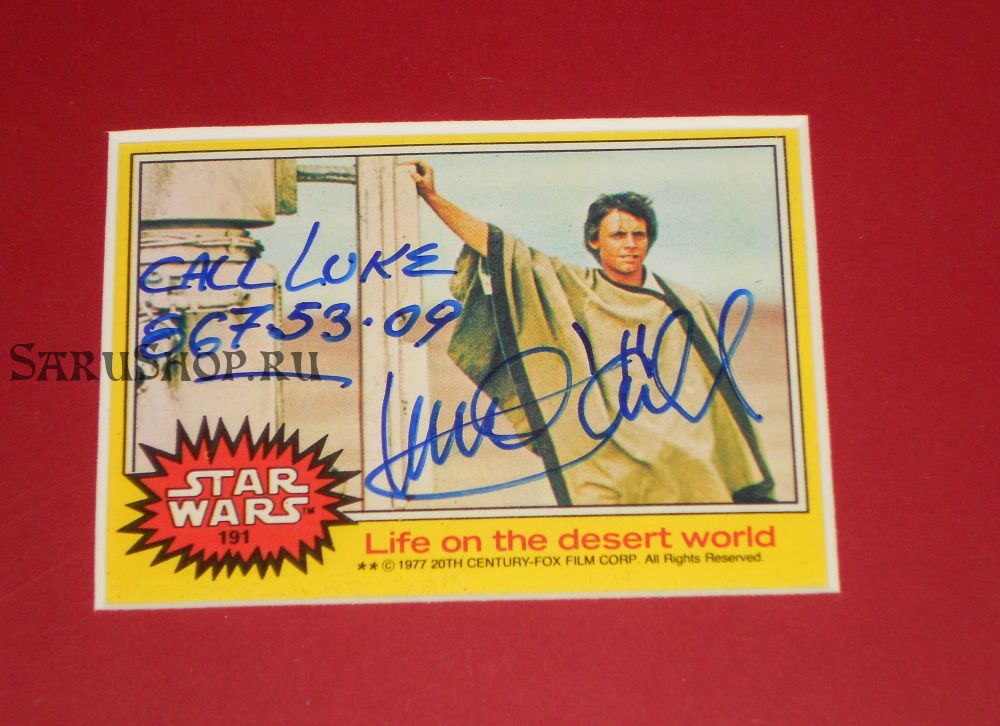 CALL LUKE
867-53-09
SARUSHOP.RU
STAR
WARS™
191
Life on the desert world
★★ © 1977 20TH CENTURY-FOX FILM CORP. All Rights Reserved.